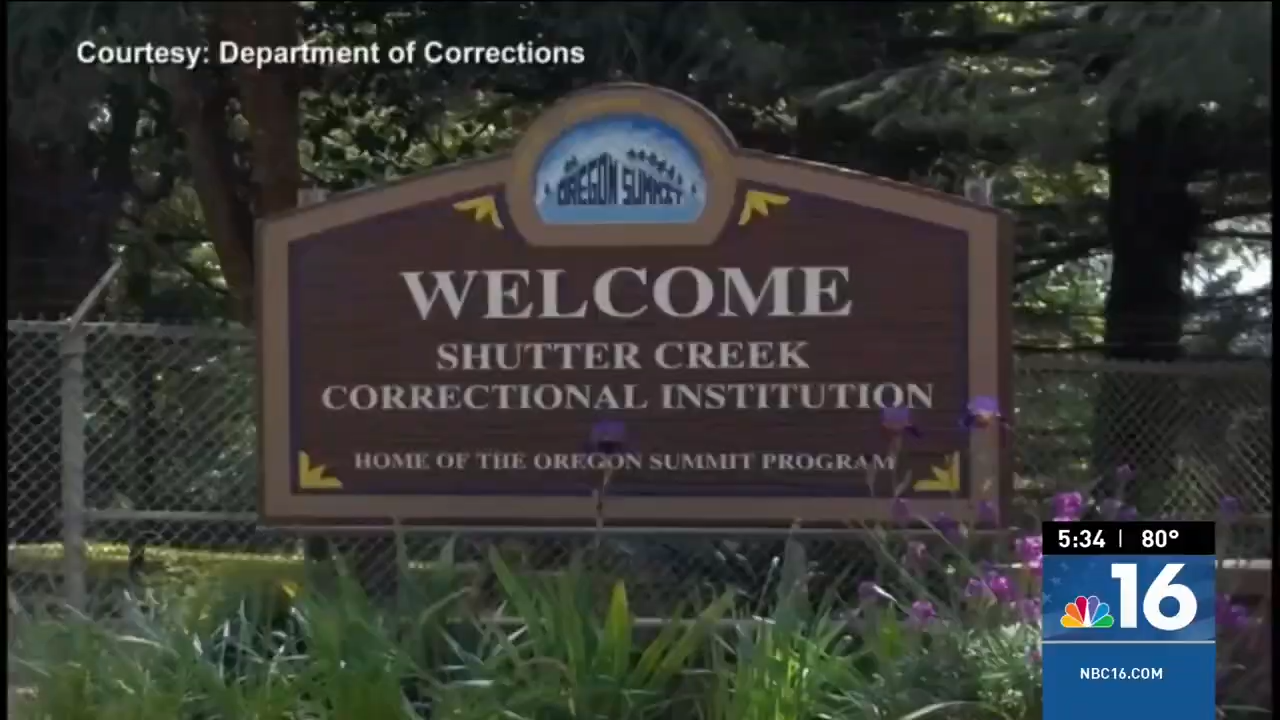 Courtesy: Department of Corrections
OREGON SUMMIT
WELCOME
SHUTTER CREEK
CORRECTIONAL INSTITUTION
HOME OF THE OREGON SUMMIT PROGRAM
5:34 | 80°
16
NBC16.COM